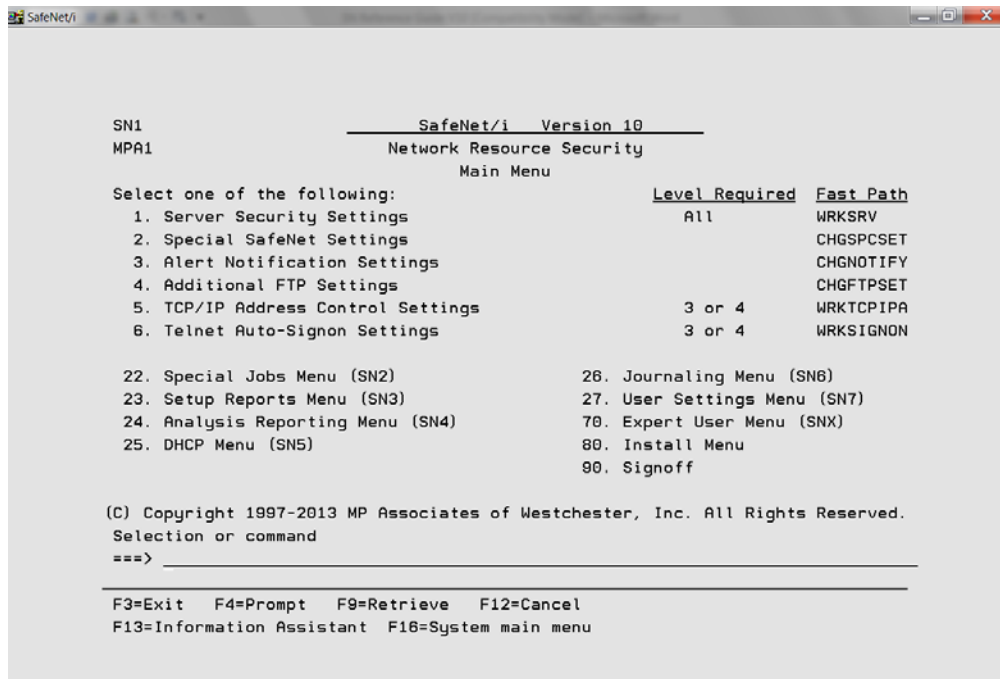 SafeNet/i
SN1 SafeNet/i Version 10
MPA1 Network Resource Security
Main Menu
Select one of the following: Level Required Fast Path
1. Server Security Settings All WRKSRV
2. Special SafeNet Settings CHGSPCSET
3. Alert Notification Settings CHGNOTIFY
4. Additional FTP Settings CHGFTPSET
5. TCP/IP Address Control Settings 3 or 4 WRKTCPIPA
6. Telnet Auto-Signon Settings 3 or 4 WRKSIGNON
22. Special Jobs Menu (SN2) 26. Journaling Menu (SN6)
23. Setup Reports Menu (SN3) 27. User Settings Menu (SN7)
24. Analysis Reporting Menu (SN4) 70. Expert User Menu (SNX)
25. DHCP Menu (SN5) 80. Install Menu
90. Signoff
(C) Copyright 1997-2013 MP Associates of Westchester, Inc. All Rights Reserved.
Selection or command
===>
F3=Exit F4=Prompt F9=Retrieve F12=Cancel
F13=Information Assistant F16=System main menu